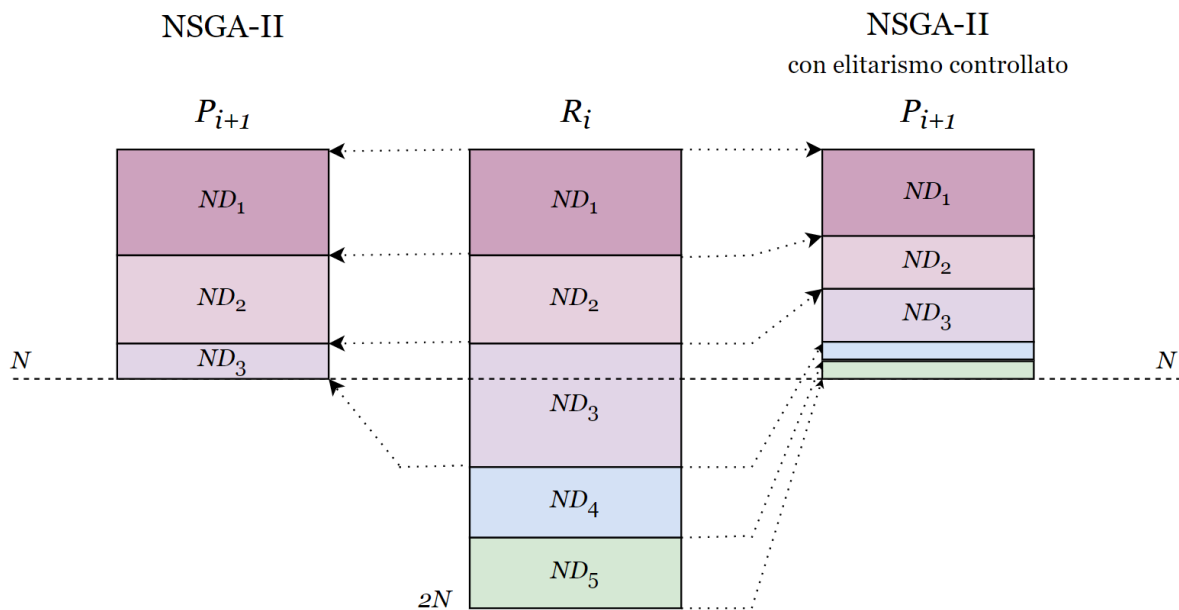 NSGA-II
NSGA-II
con elitarismo controllato
P_{i+1}
R_i
P_{i+1}
ND_1
ND_1
ND_1
ND_2
ND_2
ND_2
ND_3
ND_3
ND_3
N
N
ND_4
ND_5
2N